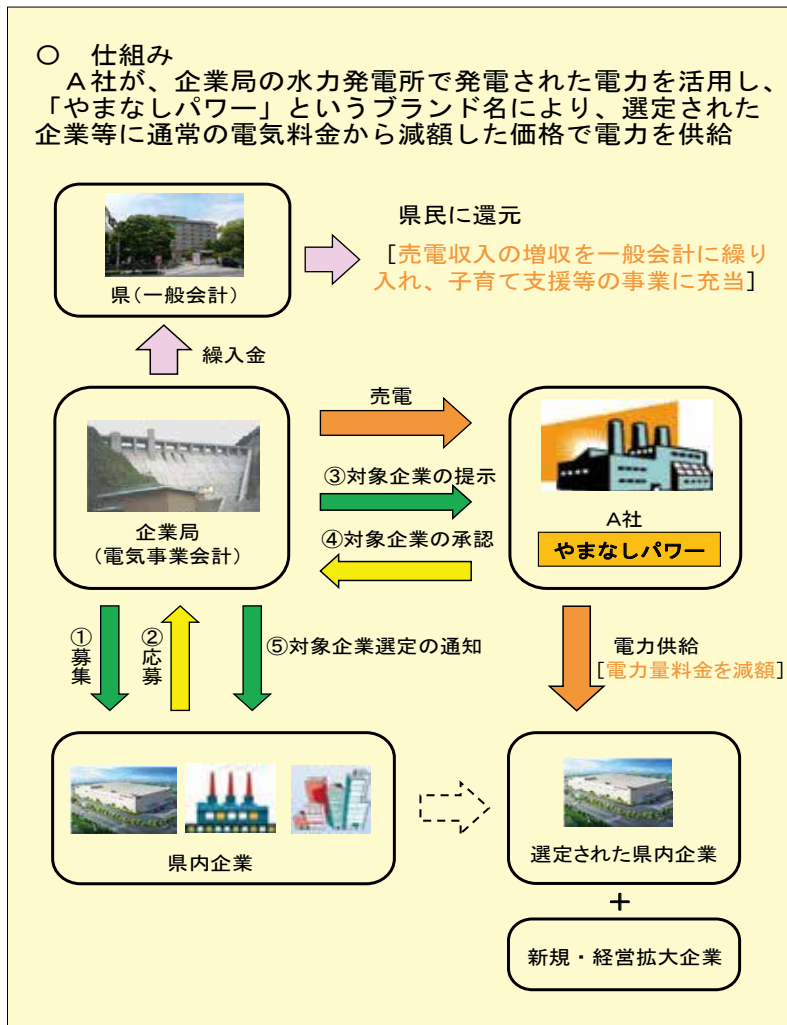 ○　仕組み
　A社が、企業局の水力発電所で発電された電力を活用し、
「やまなしパワー」というブランド名により、選定された
企業等に通常の電気料金から減額した価格で電力を供給
県(一般会計)
県民に還元
[売電収入の増収を一般会計に繰り
入れ、子育て支援等の事業に充当]
繰入金
企業局
(電気事業会計)
売電
③対象企業の提示
④対象企業の承認
A社
やまなしパワー
①募集
②応募
⑤対象企業選定の通知
電力供給
[電力量料金を減額]
県内企業
選定された県内企業
+
新規・経営拡大企業